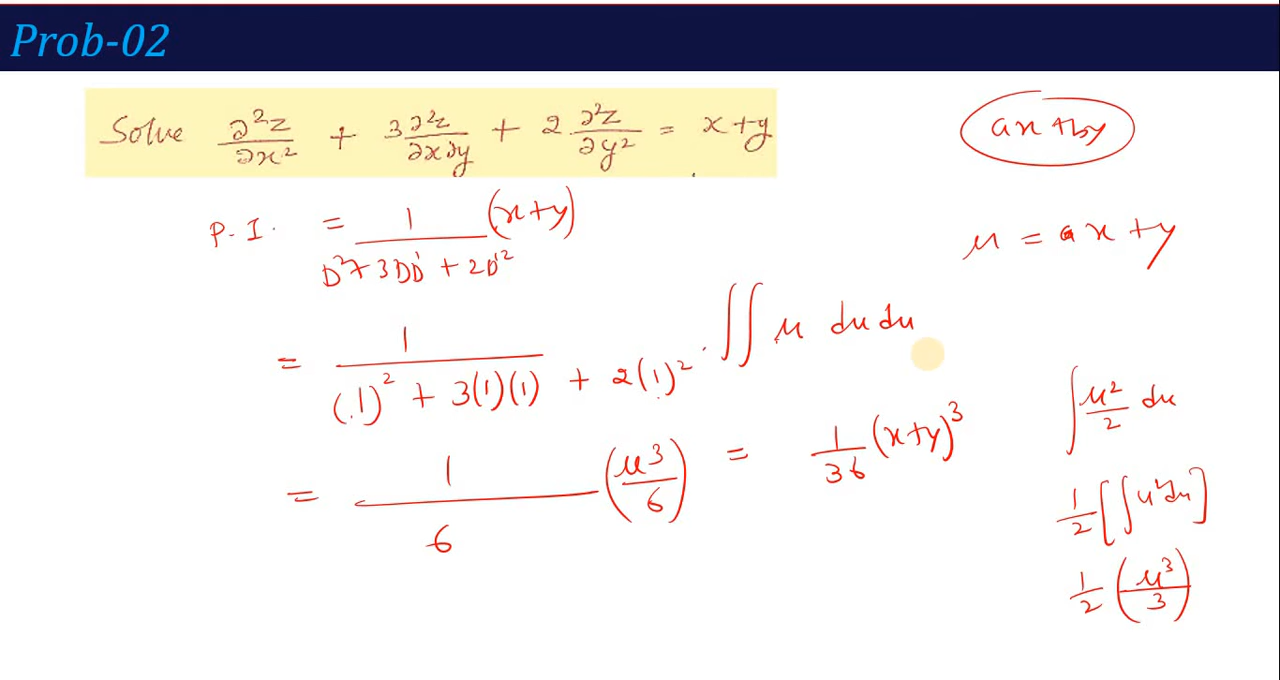 Prob-02
Solve ∂²z/∂x² + 3∂²z/∂x∂y + 2 ∂²z/∂y² = x+y
ax+by
P.I. = 1/(D²+3DD'+2D'²) (x+y)
u = ax+y
= 1/((1)² + 3(1)(1) + 2(1)²) · ∬ u du du
= 1/6 (u³/6) = 1/36 (x+y)³
∫ u²/2 du
1/2 [∫u²du]
1/2 (u³/3)